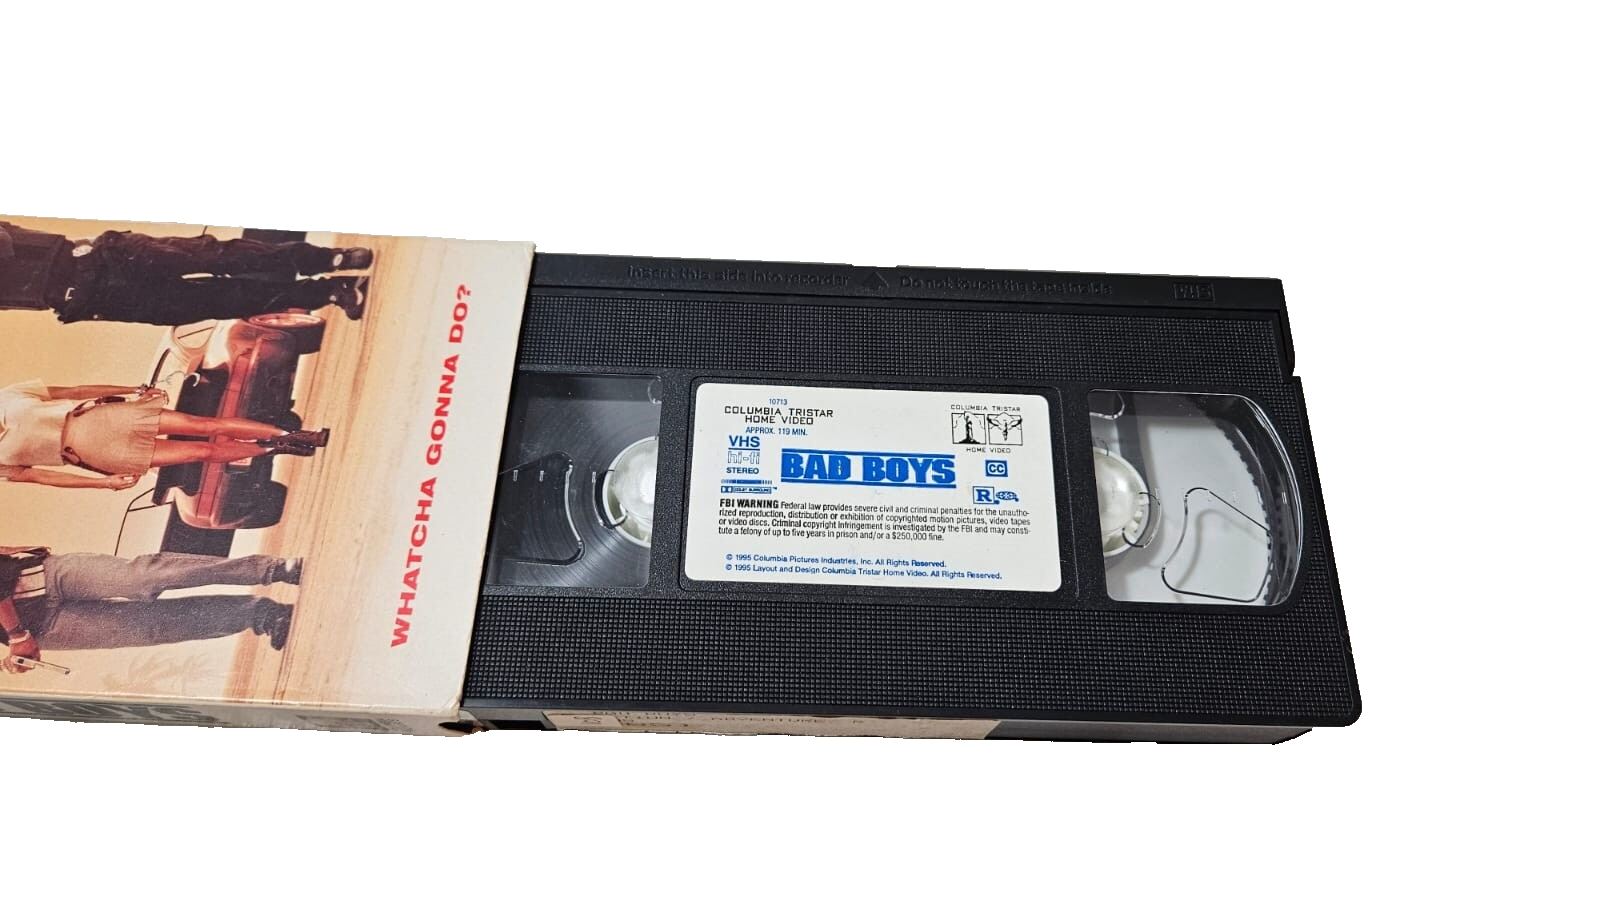 WHATCHA GONNA DO?
BOYS
Insert this side into recorder
Do not touch the tape inside
VHS
10713
COLUMBIA TRISTAR
HOME VIDEO
APPROX. 119 MIN.
VHS
hi-fi
STEREO
DOLBY SURROUND
™
BAD BOYS
COLUMBIA TRISTAR
HOME VIDEO
CC
R
FBI WARNING Federal law provides severe civil and criminal penalties for the unautho-
rized reproduction, distribution or exhibition of copyrighted motion pictures, video tapes
or video discs. Criminal copyright infringement is investigated by the FBI and may consti-
tute a felony of up to five years in prison and/or a $250,000 fine.
© 1995 Columbia Pictures Industries, Inc. All Rights Reserved.
© 1995 Layout and Design Columbia Tristar Home Video. All Rights Reserved.